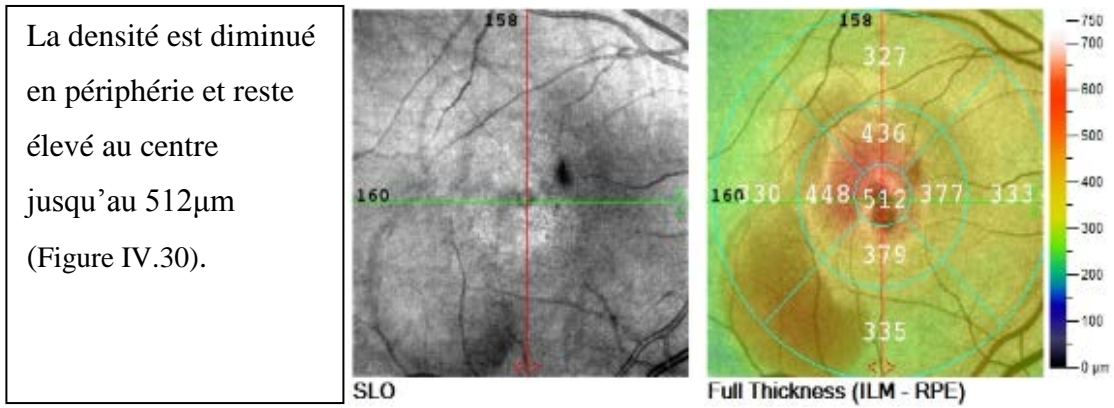 La densité est diminué
en périphérie et reste
élevé au centre
jusqu'au 512μm
(Figure IV.30).
158
160
SLO
158
327
436
160 330 448 512 377 333
379
335
Full Thickness (ILM - RPE)
750
700
600
500
400
300
200
100
0 μm